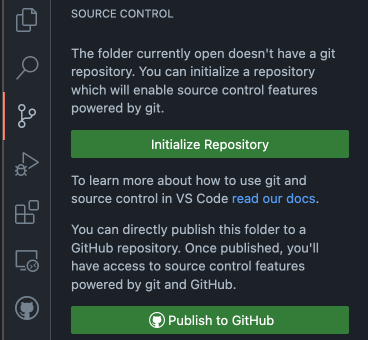 SOURCE CONTROL
The folder currently open doesn't have a git
repository. You can initialize a repository
which will enable source control features
powered by git.
Initialize Repository
To learn more about how to use git and
source control in VS Code read our docs.
You can directly publish this folder to a
GitHub repository. Once published, you'll
have access to source control features
powered by git and GitHub.
Publish to GitHub